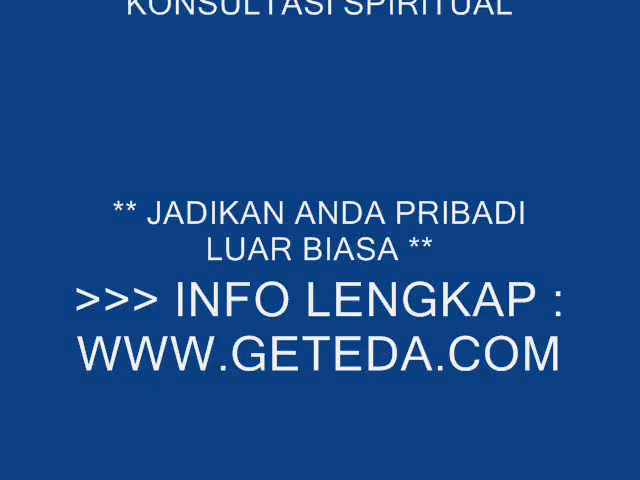 KONSULTASI SPIRITUAL
** JADIKAN ANDA PRIBADI
LUAR BIASA **
>>> INFO LENGKAP :
WWW.GETEDA.COM